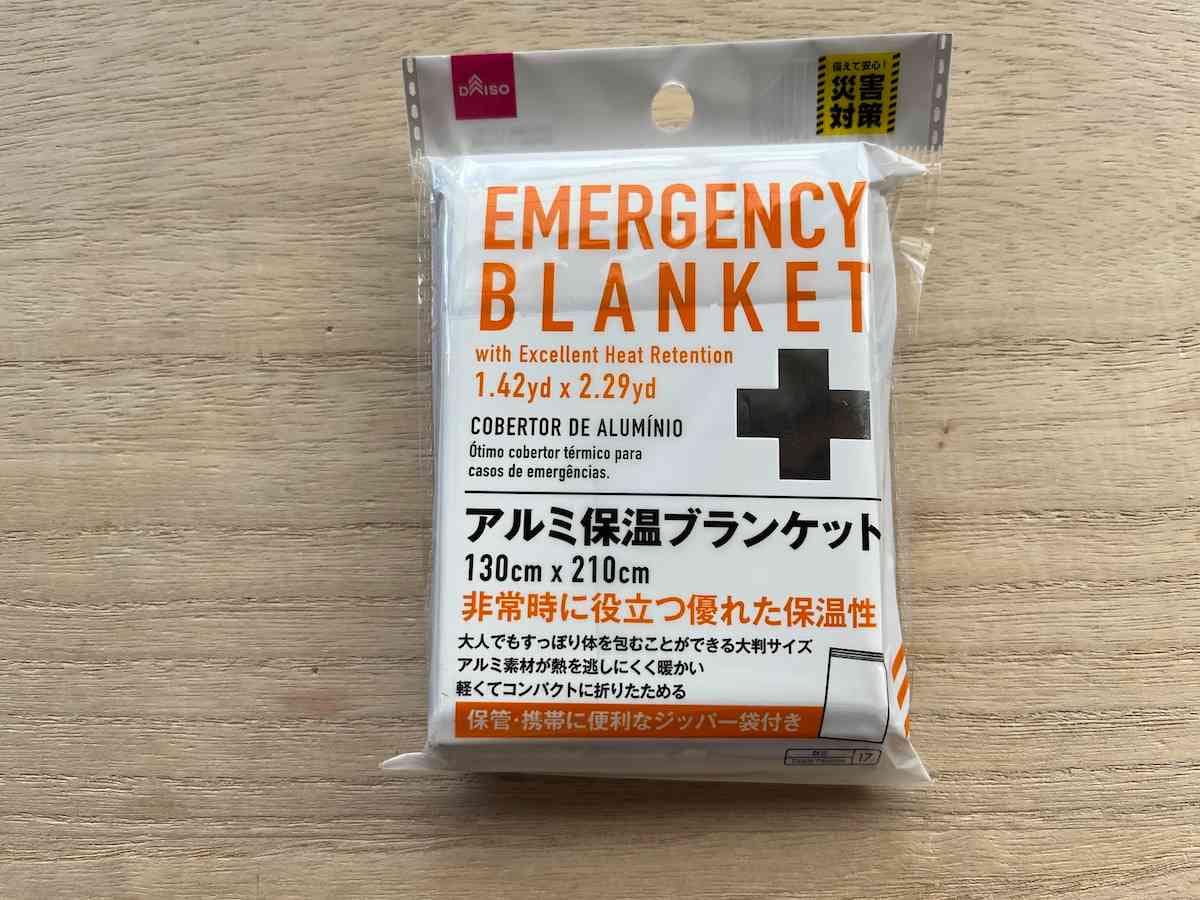 DAISO
備えて安心!
災害
対策
EMERGENCY
BLANKET
with Excellent Heat Retention
1.42yd x 2.29yd
COBERTOR DE ALUMÍNIO
Ótimo cobertor térmico para
casos de emergências.
アルミ保温ブランケット
130cm x 210cm
非常時に役立つ優れた保温性
大人でもすっぽり体を包むことができる大判サイズ
アルミ素材が熱を逃しにくく暖かい
軽くてコンパクトに折りたためる
保管・携帯に便利なジッパー袋付き
17